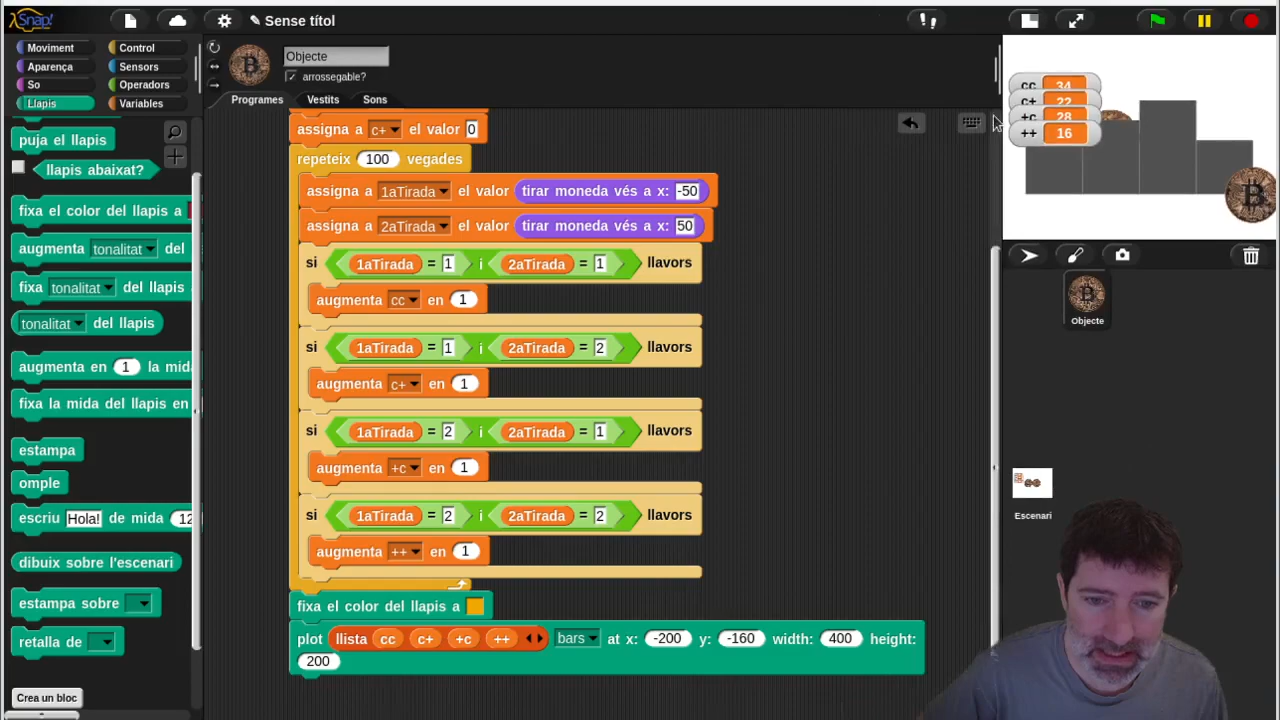 Snap!
Sense títol
Moviment
Control
Aparença
Sensors
So
Operadors
Llapis
Variables
Objecte
arrossegable?
Programes
Vestits
Sons
puja el llapis
llapis abaixat?
fixa el color del llapis a
augmenta tonalitat del
fixa tonalitat del llapis
tonalitat del llapis
augmenta en 1 la mida
fixa la mida del llapis en
estampa
omple
escriu Hola! de mida 12
dibuix sobre l'escenari
estampa sobre
retalla de
Crea un bloc
assigna a c+ el valor 0
repeteix 100 vegades
assigna a 1aTirada el valor tirar moneda vés a x: -50
assigna a 2aTirada el valor tirar moneda vés a x: 50
si 1aTirada = 1 i 2aTirada = 1 llavors
augmenta cc en 1
si 1aTirada = 1 i 2aTirada = 2 llavors
augmenta c+ en 1
si 1aTirada = 2 i 2aTirada = 1 llavors
augmenta +c en 1
si 1aTirada = 2 i 2aTirada = 2 llavors
augmenta ++ en 1
fixa el color del llapis a
plot llista cc c+ +c ++ bars at x: -200 y: -160 width: 400 height:
200
cc 34
c+ 22
+c 28
++ 16
Objecte
Escenari